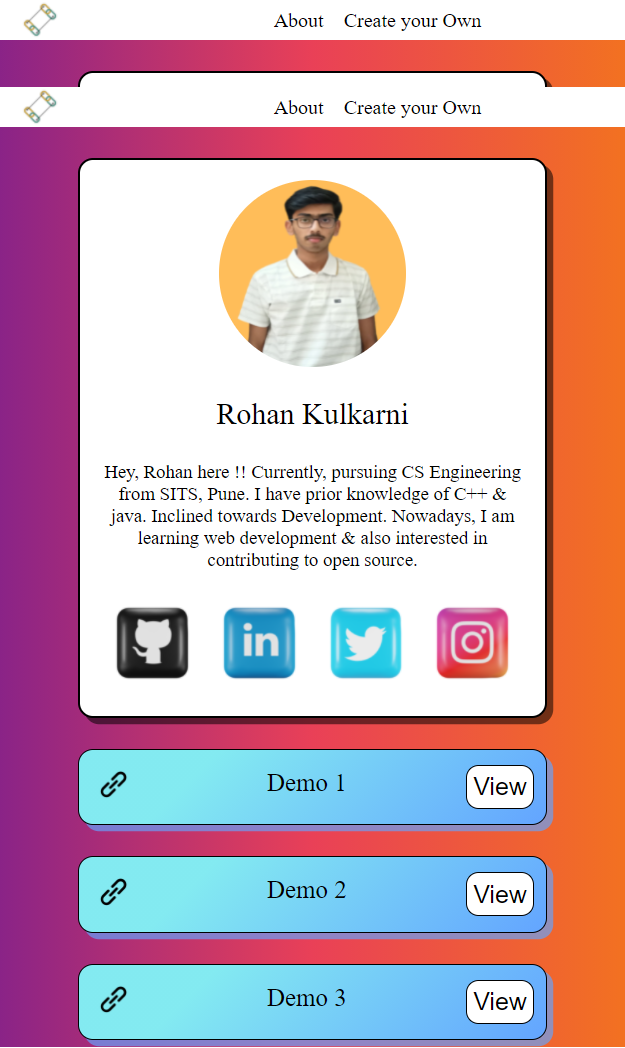 About Create your Own
About Create your Own
Rohan Kulkarni
Hey, Rohan here !! Currently, pursuing CS Engineering
from SITS, Pune. I have prior knowledge of C++ &
java. Inclined towards Development. Nowadays, I am
learning web development & also interested in
contributing to open source.
in
Demo 1 View
Demo 2 View
Demo 3 View